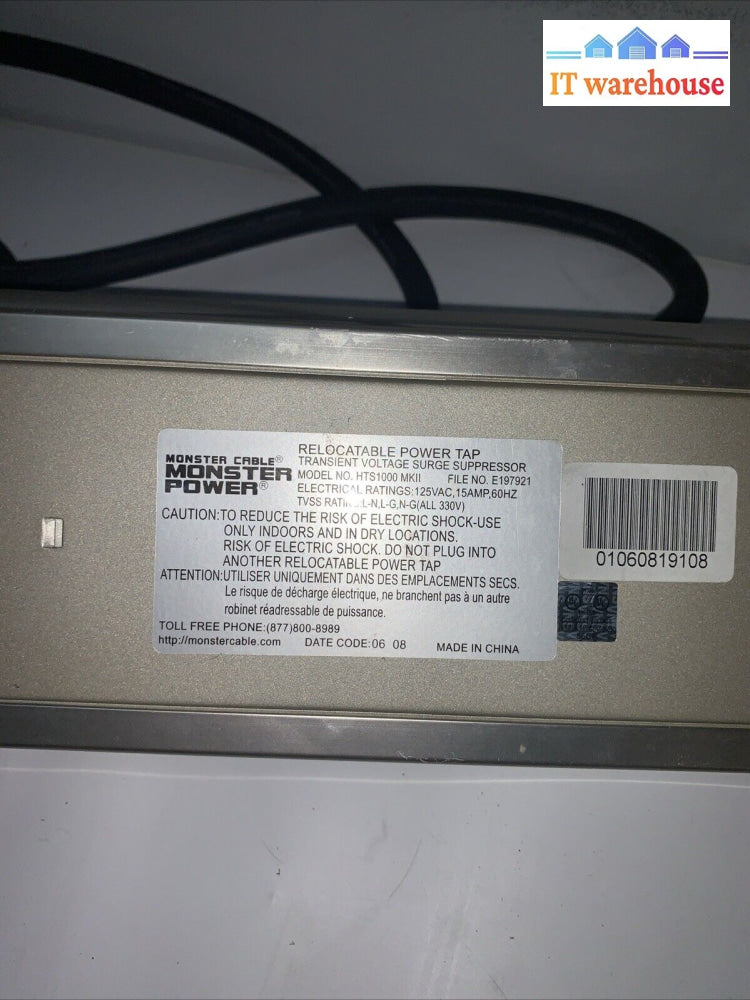 IT warehouse
MONSTER CABLE®
MONSTER
POWER®
RELOCATABLE POWER TAP
TRANSIENT VOLTAGE SURGE SUPPRESSOR
MODEL NO. HTS1000 MKII FILE NO. E197921
ELECTRICAL RATINGS:125VAC,15AMP,60HZ
TVSS L-N,L-G,N-G(ALL 330V)
CAUTION:TO REDUCE THE RISK OF ELECTRIC SHOCK-USE
ONLY INDOORS AND IN DRY LOCATIONS.
RISK OF ELECTRIC SHOCK. DO NOT PLUG INTO
ANOTHER RELOCATABLE POWER TAP
ATTENTION:UTILISER UNIQUEMENT DANS DES EMPLACEMENTS SECS.
Le risque de décharge électrique, ne branchent pas à un autre
robinet réadressable de puissance.
TOLL FREE PHONE:(877)800-8989
http://monstercable.com DATE CODE:06 08 MADE IN CHINA
01060819108